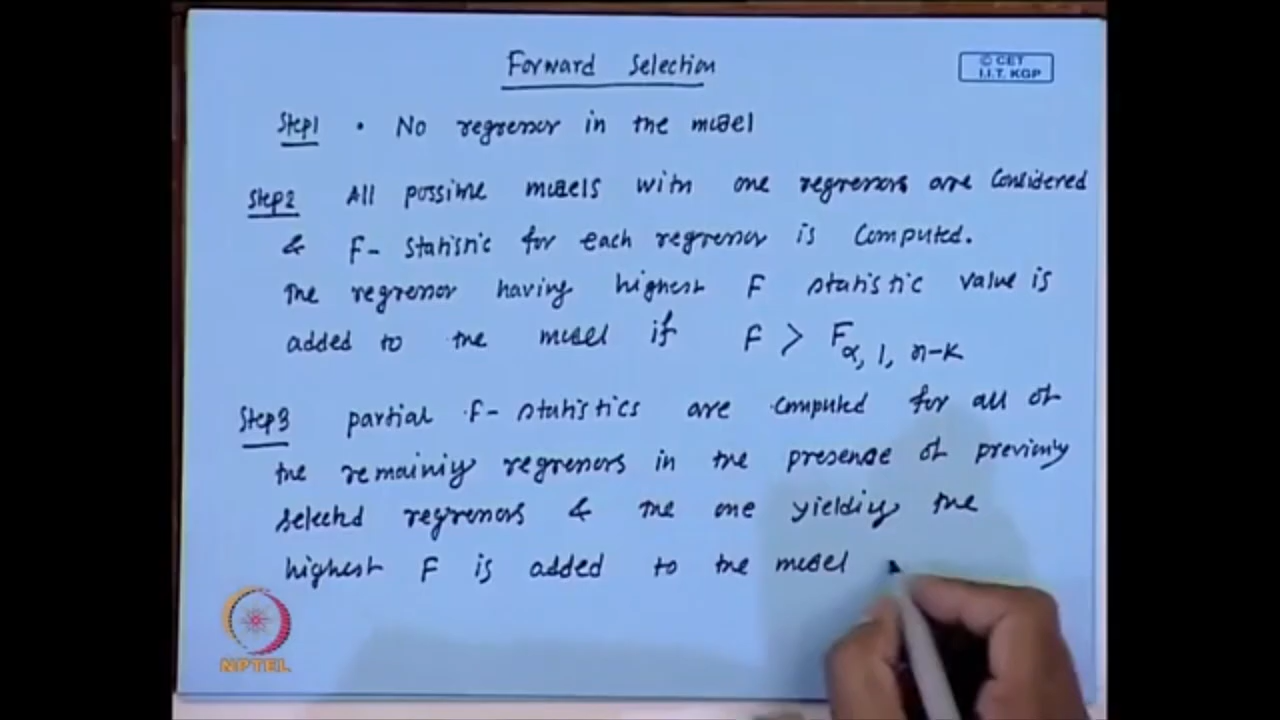 Forward Selection
© CET
I.I.T. KGP
Step1 • No regressor in the model
Step2 All possible models with one regressors are considered
& F- statistic for each regressor is computed.
The regressor having highest F statistic value is
added to the model if F > Fα, 1, n-k
Step3 partial F- statistics are computed for all of
the remaining regressors in the presence of previously
selected regressors & the one yielding the
highest F is added to the model
NPTEL